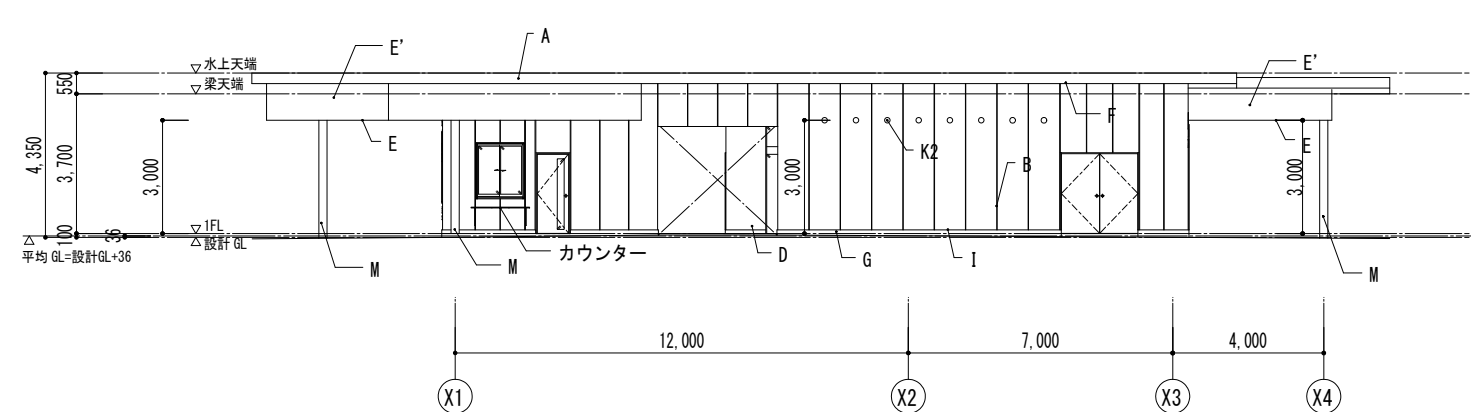 A
E'
E'
水上天端
梁天端
550
4,350
3,700
3,000
E
K2
3,000
B
F
E
3,000
1FL
設計 GL
100
36
平均 GL=設計GL+36
カウンター
M
M
D
G
I
M
12,000
7,000
4,000
X1
X2
X3
X4